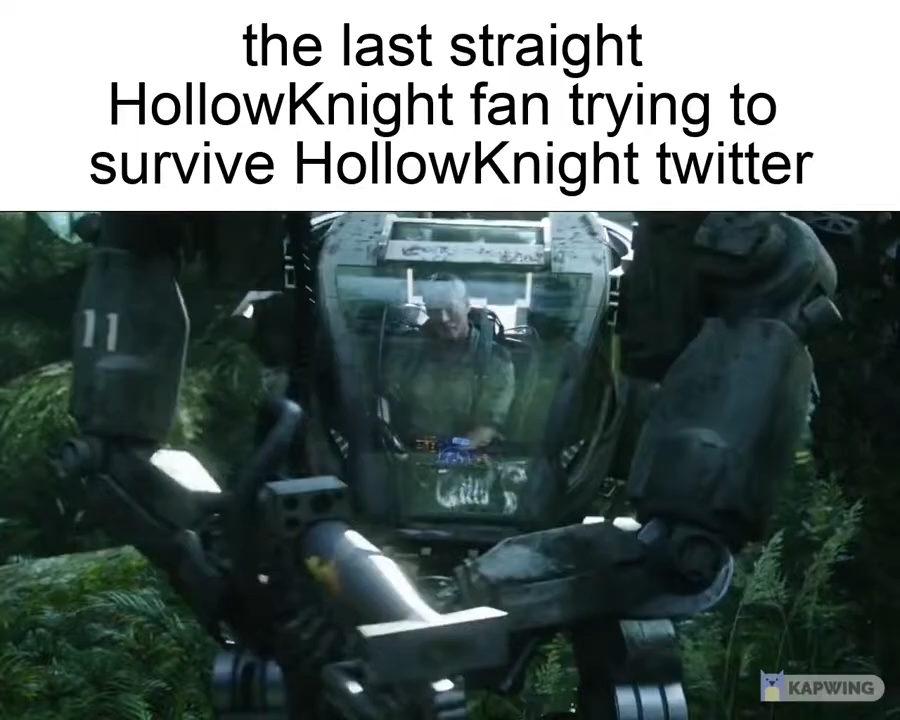 the last straight
HollowKnight fan trying to
survive HollowKnight twitter
11
KAPWING